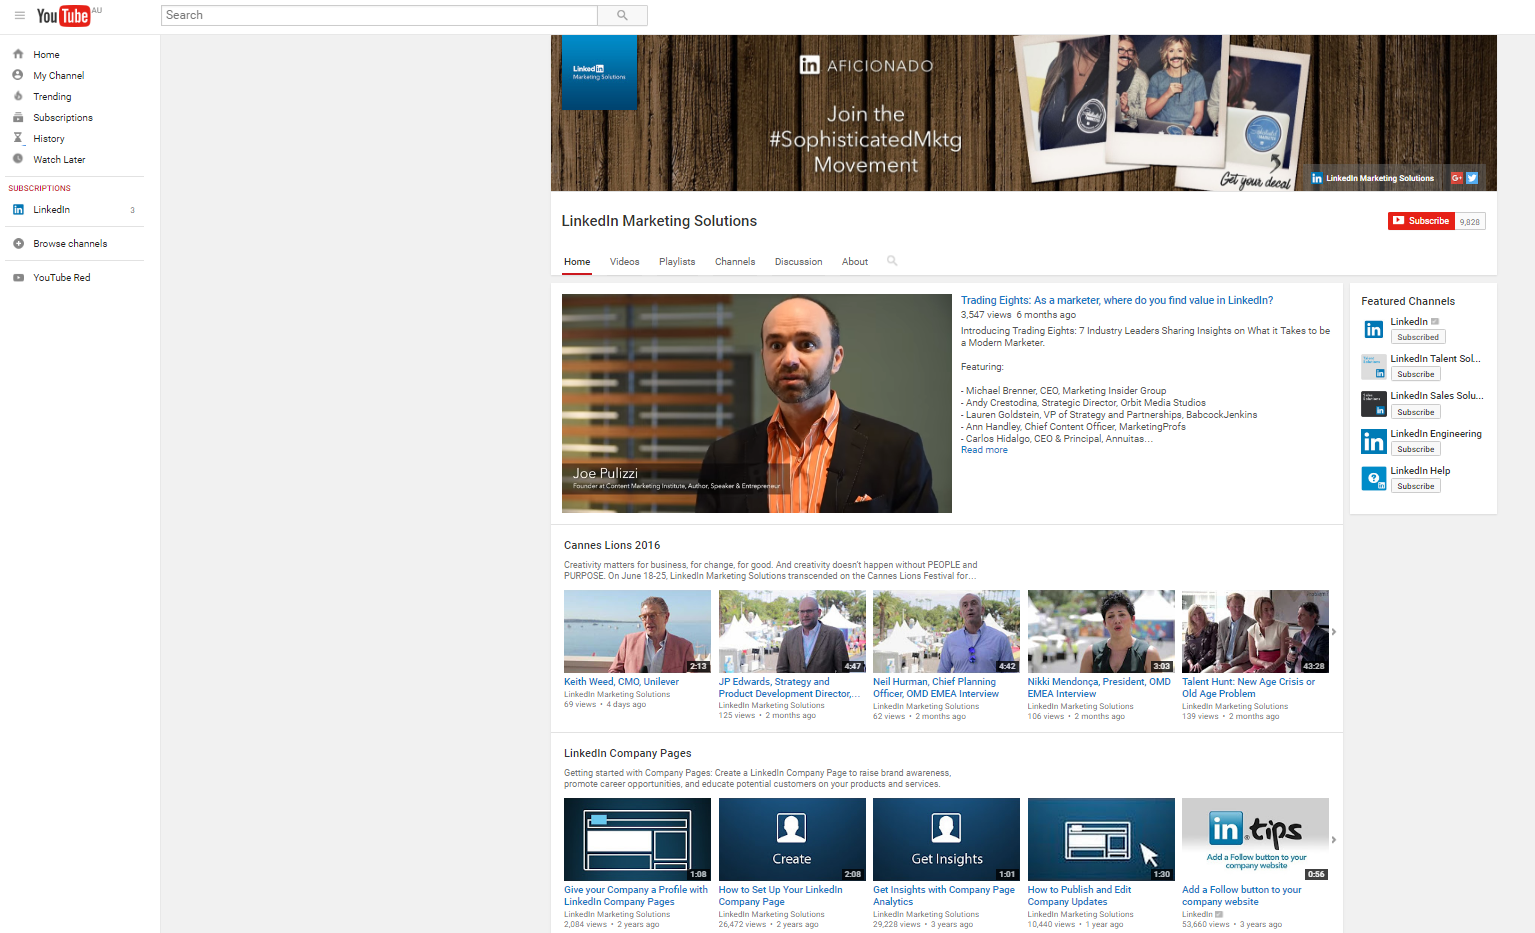 YouTube AU
Search
Home
My Channel
Trending
Subscriptions
History
Watch Later
SUBSCRIPTIONS
LinkedIn 3
Browse channels
YouTube Red
Linked in
Marketing Solutions
in AFICIONADO
Join the
#SophisticatedMktg
Movement
Get your decal
in LinkedIn Marketing Solutions G+
LinkedIn Marketing Solutions
Subscribe 9,828
Home Videos Playlists Channels Discussion About
Joe Pulizzi
Founder at Content Marketing Institute, Author, Speaker & Entrepreneur
Trading Eights: As a marketer, where do you find value in LinkedIn?
3,547 views 6 months ago
Introducing Trading Eights: 7 Industry Leaders Sharing Insights on What it Takes to be
a Modern Marketer.
Featuring:
- Michael Brenner, CEO, Marketing Insider Group
- Andy Crestodina, Strategic Director, Orbit Media Studios
- Lauren Goldstein, VP of Strategy and Partnerships, BabcockJenkins
- Ann Handley, Chief Content Officer, MarketingProfs
- Carlos Hidalgo, CEO & Principal, Annuitas...
Read more
Featured Channels
in LinkedIn
Subscribed
LinkedIn Talent Sol...
Subscribe
LinkedIn Sales Solu...
Subscribe
in LinkedIn Engineering
Subscribe
LinkedIn Help
Subscribe
Cannes Lions 2016
Creativity matters for business, for change, for good. And creativity doesn't happen without PEOPLE and
PURPOSE. On June 18-25, LinkedIn Marketing Solutions transcended on the Cannes Lions Festival for...
2:13
Keith Weed, CMO, Unilever
LinkedIn Marketing Solutions
69 views • 4 days ago
4:47
JP Edwards, Strategy and
Product Development Director,...
LinkedIn Marketing Solutions
125 views • 2 months ago
4:42
Neil Hurman, Chief Planning
Officer, OMD EMEA Interview
LinkedIn Marketing Solutions
62 views • 2 months ago
3:03
Nikki Mendonça, President, OMD
EMEA Interview
LinkedIn Marketing Solutions
106 views • 2 months ago
43:28
Talent Hunt: New Age Crisis or
Old Age Problem
LinkedIn Marketing Solutions
139 views • 2 months ago
LinkedIn Company Pages
Getting started with Company Pages: Create a LinkedIn Company Page to raise brand awareness,
promote career opportunities, and educate potential customers on your products and services.
1:08
Give your Company a Profile with
LinkedIn Company Pages
LinkedIn Marketing Solutions
2,084 views • 2 years ago
Create
2:08
How to Set Up Your LinkedIn
Company Page
LinkedIn Marketing Solutions
26,472 views • 2 years ago
Get Insights
1:01
Get Insights with Company Page
Analytics
LinkedIn Marketing Solutions
29,228 views • 3 years ago
1:30
How to Publish and Edit
Company Updates
LinkedIn Marketing Solutions
10,440 views • 1 year ago
in tips
Add a Follow button to your
company website
0:56
Add a Follow button to your
company website
LinkedIn
53,660 views • 3 years ago